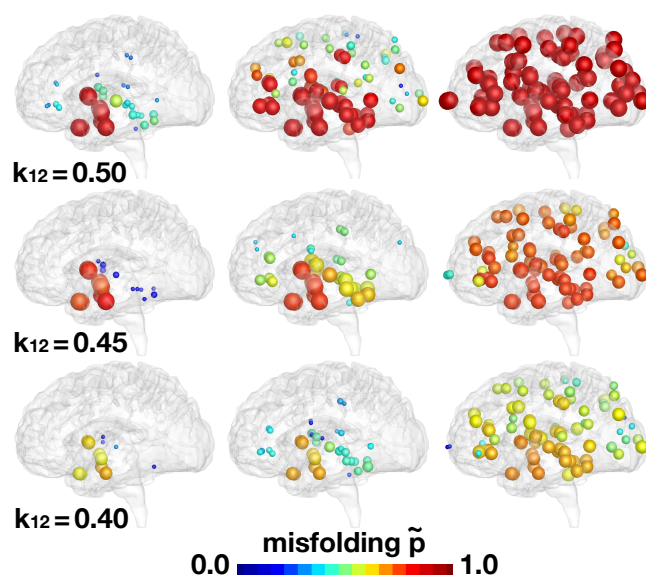 k12 = 0.50
k12 = 0.45
k12 = 0.40
misfolding p̃
0.0 1.0